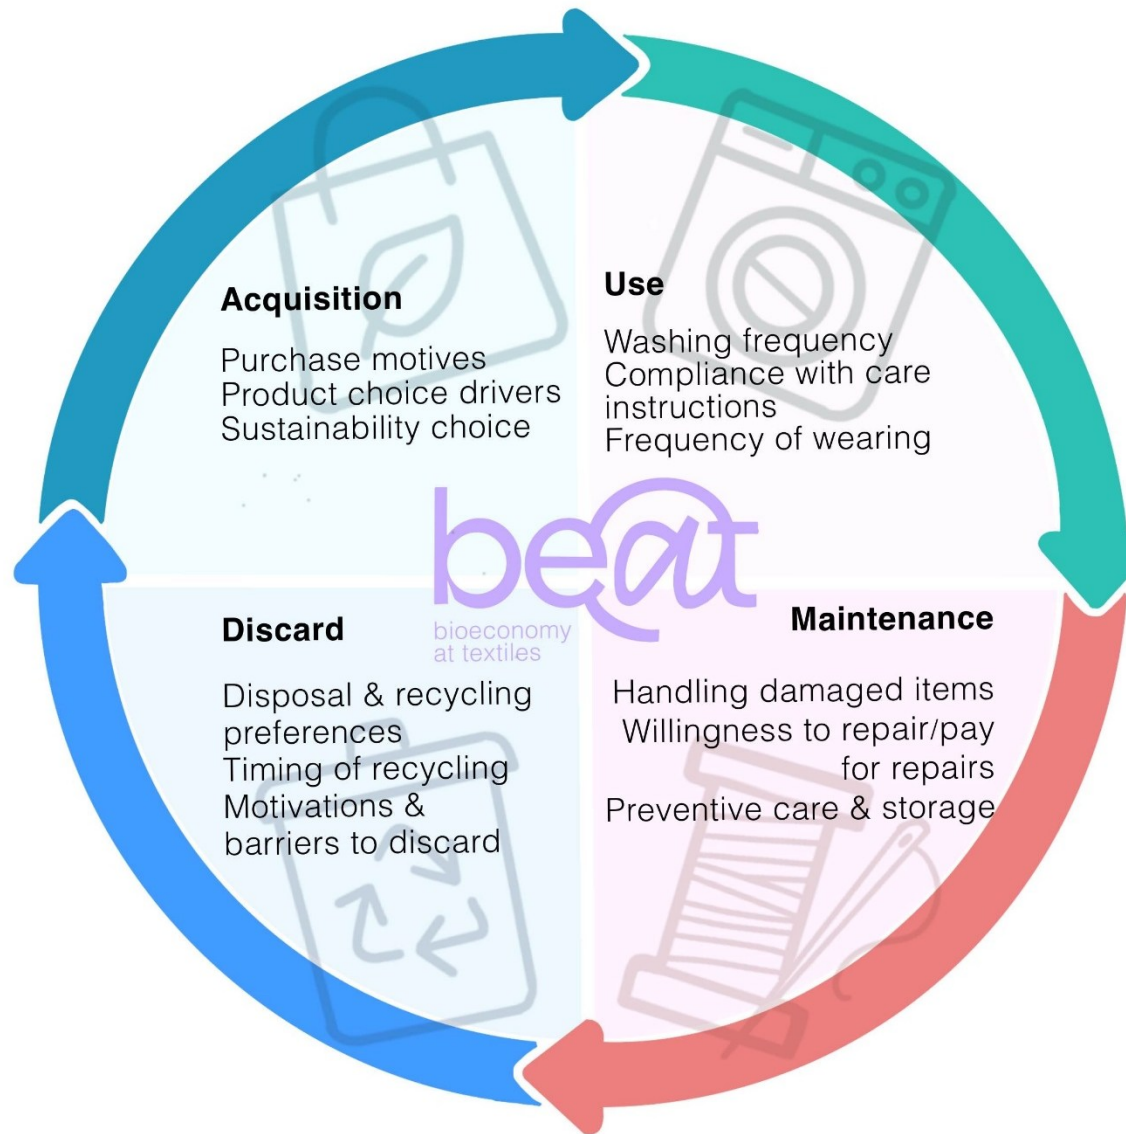 Acquisition
Purchase motives
Product choice drivers
Sustainability choice
Use
Washing frequency
Compliance with care
instructions
Frequency of wearing
be@t
bioeconomy
at textiles
Discard
Disposal & recycling
preferences
Timing of recycling
Motivations &
barriers to discard
Maintenance
Handling damaged items
Willingness to repair/pay
for repairs
Preventive care & storage